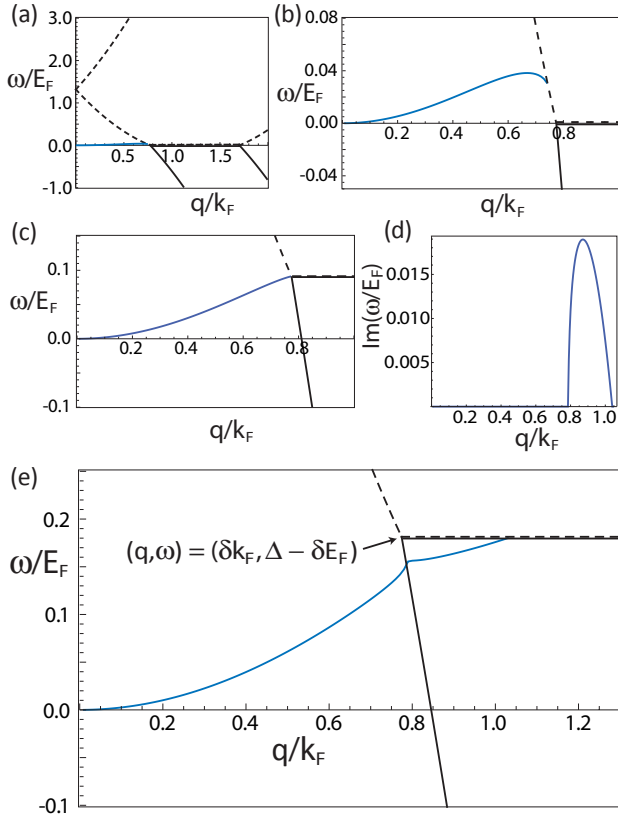 (a)
3.0
2.0
ω/E_F
1.0
0.0
-1.0
0.5
1.0
1.5
q/k_F
(b)
0.08
0.04
ω/E_F
0.00
-0.04
0.2
0.4
0.6
0.8
q/k_F
(c)
0.1
ω/E_F
0.0
-0.1
0.2
0.4
0.6
0.8
q/k_F
(d)
Im(ω/E_F)
0.015
0.010
0.005
0.2
0.4
0.6
0.8
1.0
q/k_F
(e)
0.2
ω/E_F
0.1
0.0
-0.1
(q,ω) = (δk_F, Δ − δE_F)
0.2
0.4
0.6
0.8
1.0
1.2
q/k_F